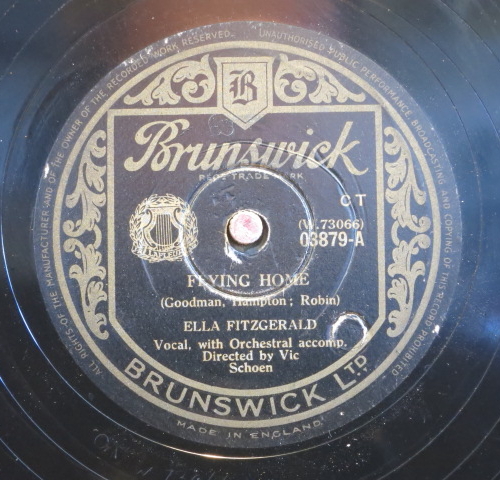 ALL RIGHTS OF THE MANUFACTURER AND OF THE OWNER OF THE RECORDED WORK RESERVED. UNAUTHORISED PUBLIC PERFORMANCE BROADCASTING AND COPYING OF THIS RECORD PROHIBITED
B
Brunswick
REGD TRADE MARK
CT
(W.73066)
03879-A
FLYING HOME
(Goodman, Hampton; Robin)
ELLA FITZGERALD
Vocal, with Orchestral accomp.
Directed by Vic
Schoen
BRUNSWICK LTD
MADE IN ENGLAND